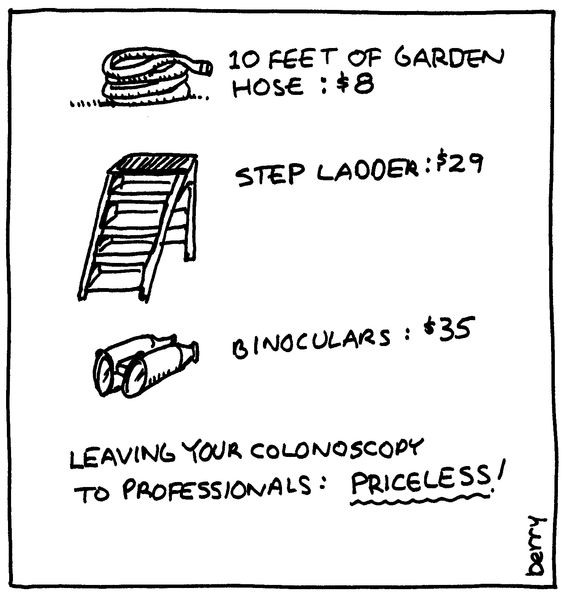 10 FEET OF GARDEN
HOSE : $8
STEP LADDER : $29
BINOCULARS : $35
LEAVING YOUR COLONOSCOPY
TO PROFESSIONALS : PRICELESS!
berry